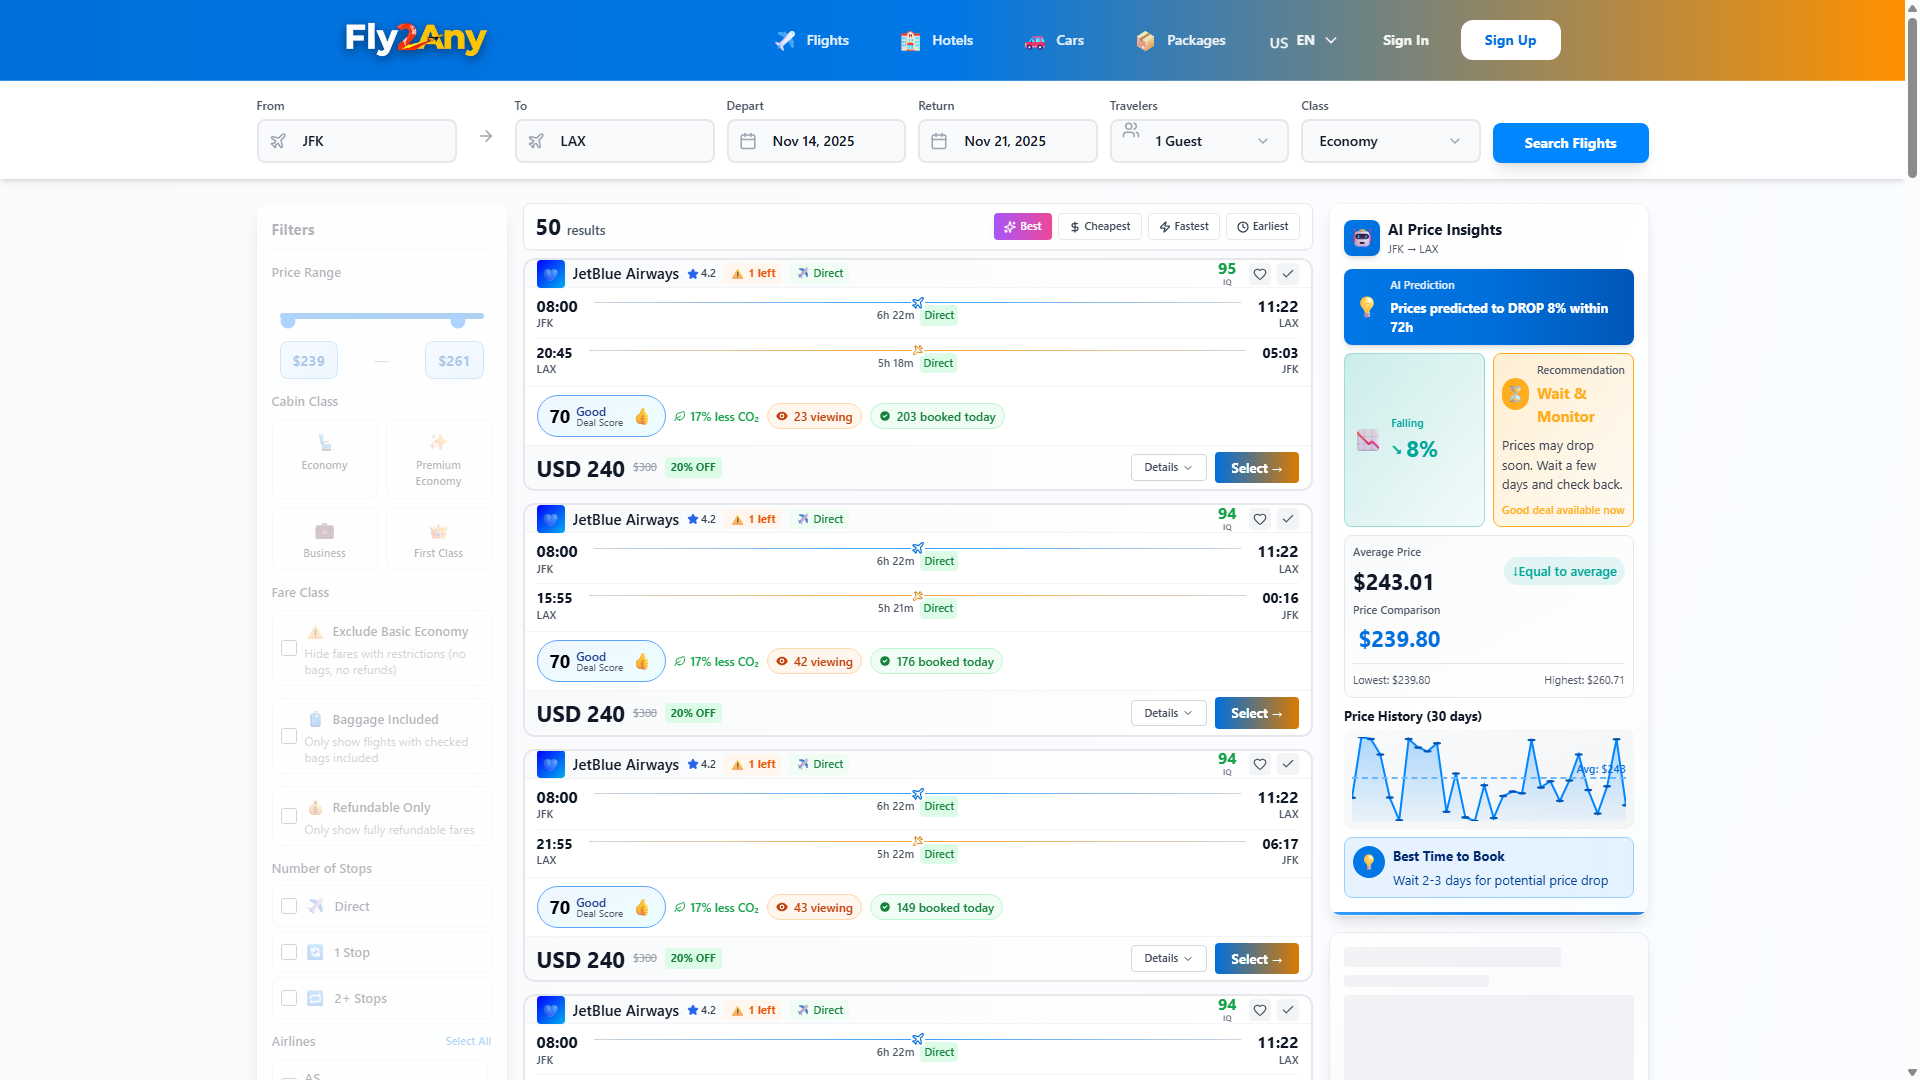 Fly2Any
Flights
Hotels
Cars
Packages
US EN
Sign In
Sign Up
From
JFK
To
LAX
Depart
Nov 14, 2025
Return
Nov 21, 2025
Travelers
1 Guest
Class
Economy
Search Flights
Filters
Price Range
$239 — $261
Cabin Class
Economy
Premium Economy
Business
First Class
Fare Class
Exclude Basic Economy
Hide fares with restrictions (no bags, no refunds)
Baggage Included
Only show flights with checked bags included
Refundable Only
Only show fully refundable fares
Number of Stops
Direct
1 Stop
2+ Stops
Airlines
Select All
AS
50 results
Best
Cheapest
Fastest
Earliest
JetBlue Airways 4.2 1 left Direct
95
IQ
08:00
JFK
6h 22m Direct
11:22
LAX
20:45
LAX
5h 18m Direct
05:03
JFK
70 Good Deal Score
17% less CO₂
23 viewing
203 booked today
USD 240 $300 20% OFF
Details
Select →
JetBlue Airways 4.2 1 left Direct
94
IQ
08:00
JFK
6h 22m Direct
11:22
LAX
15:55
LAX
5h 21m Direct
00:16
JFK
70 Good Deal Score
17% less CO₂
42 viewing
176 booked today
USD 240 $300 20% OFF
Details
Select →
JetBlue Airways 4.2 1 left Direct
94
IQ
08:00
JFK
6h 22m Direct
11:22
LAX
21:55
LAX
5h 22m Direct
06:17
JFK
70 Good Deal Score
17% less CO₂
43 viewing
149 booked today
USD 240 $300 20% OFF
Details
Select →
JetBlue Airways 4.2 1 left Direct
94
IQ
08:00
JFK
6h 22m Direct
11:22
LAX
AI Price Insights
JFK → LAX
AI Prediction
Prices predicted to DROP 8% within
72h
Falling
↘ 8%
Recommendation
Wait &
Monitor
Prices may drop
soon. Wait a few
days and check back.
Good deal available now
Average Price
$243.01
↓Equal to average
Price Comparison
$239.80
Lowest: $239.80
Highest: $260.71
Price History (30 days)
Avg: $243
Best Time to Book
Wait 2-3 days for potential price drop